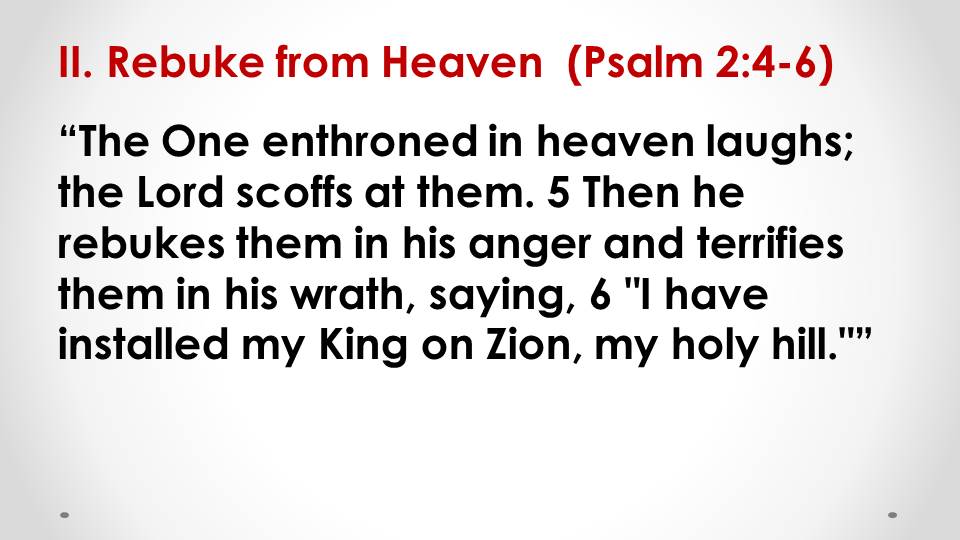 II. Rebuke from Heaven  (Psalm 2:4-6)
“The One enthroned in heaven laughs;
the Lord scoffs at them. 5 Then he
rebukes them in his anger and terrifies
them in his wrath, saying, 6 "I have
installed my King on Zion, my holy hill."”